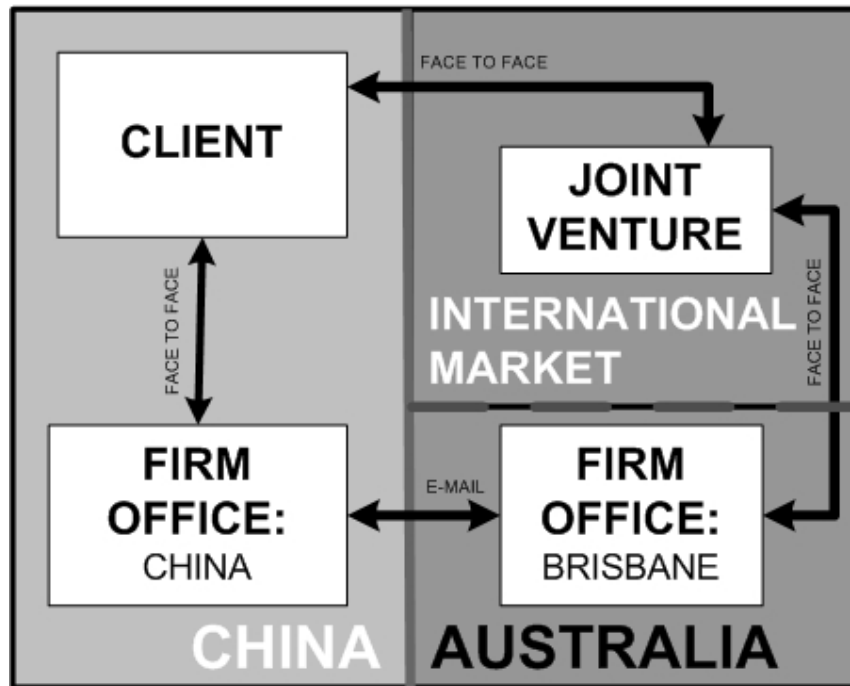 FACE TO FACE
CLIENT
JOINT
VENTURE
FACE TO FACE
FACE TO FACE
INTERNATIONAL
MARKET
FIRM
OFFICE:
CHINA
E-MAIL
FIRM
OFFICE:
BRISBANE
CHINA
AUSTRALIA